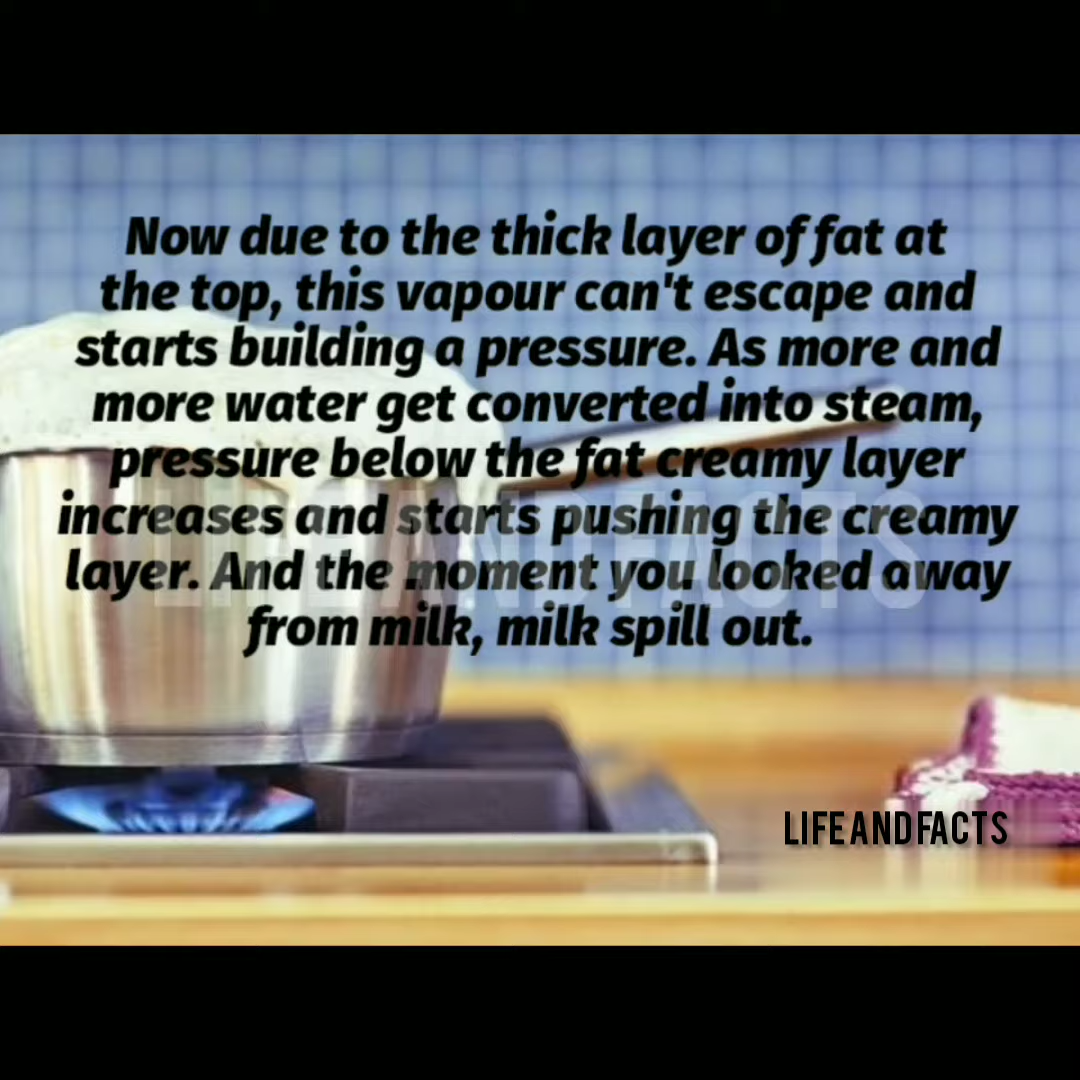 Now due to the thick layer of fat at
the top, this vapour can't escape and
starts building a pressure. As more and
more water get converted into steam,
pressure below the fat creamy layer
increases and starts pushing the creamy
layer. And the moment you looked away
from milk, milk spill out.
LIFEANDFACTS
LIFEANDFACTS